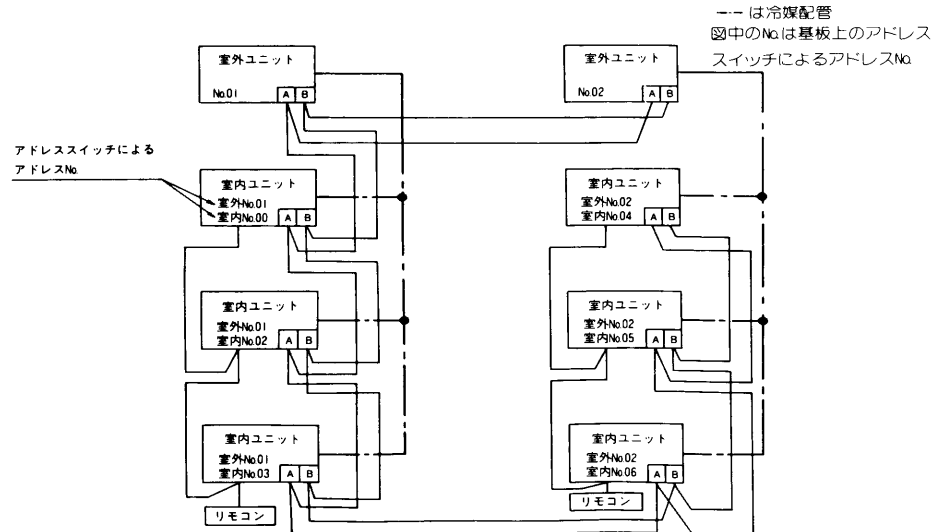 ―-― は冷媒配管
図中のNo.は基板上のアドレス
スイッチによるアドレスNo.
室外ユニット
No.01 A B
室外ユニット
No.02 A B
アドレススイッチによる
アドレスNo.
室内ユニット
室外No.01
室内No.00 A B
室内ユニット
室外No.02
室内No.04 A B
室内ユニット
室外No.01
室内No.02 A B
室内ユニット
室外No.02
室内No.05 A B
室内ユニット
室外No.01
室内No.03 A B
リモコン
室内ユニット
室外No.02
室内No.06 A B
リモコン